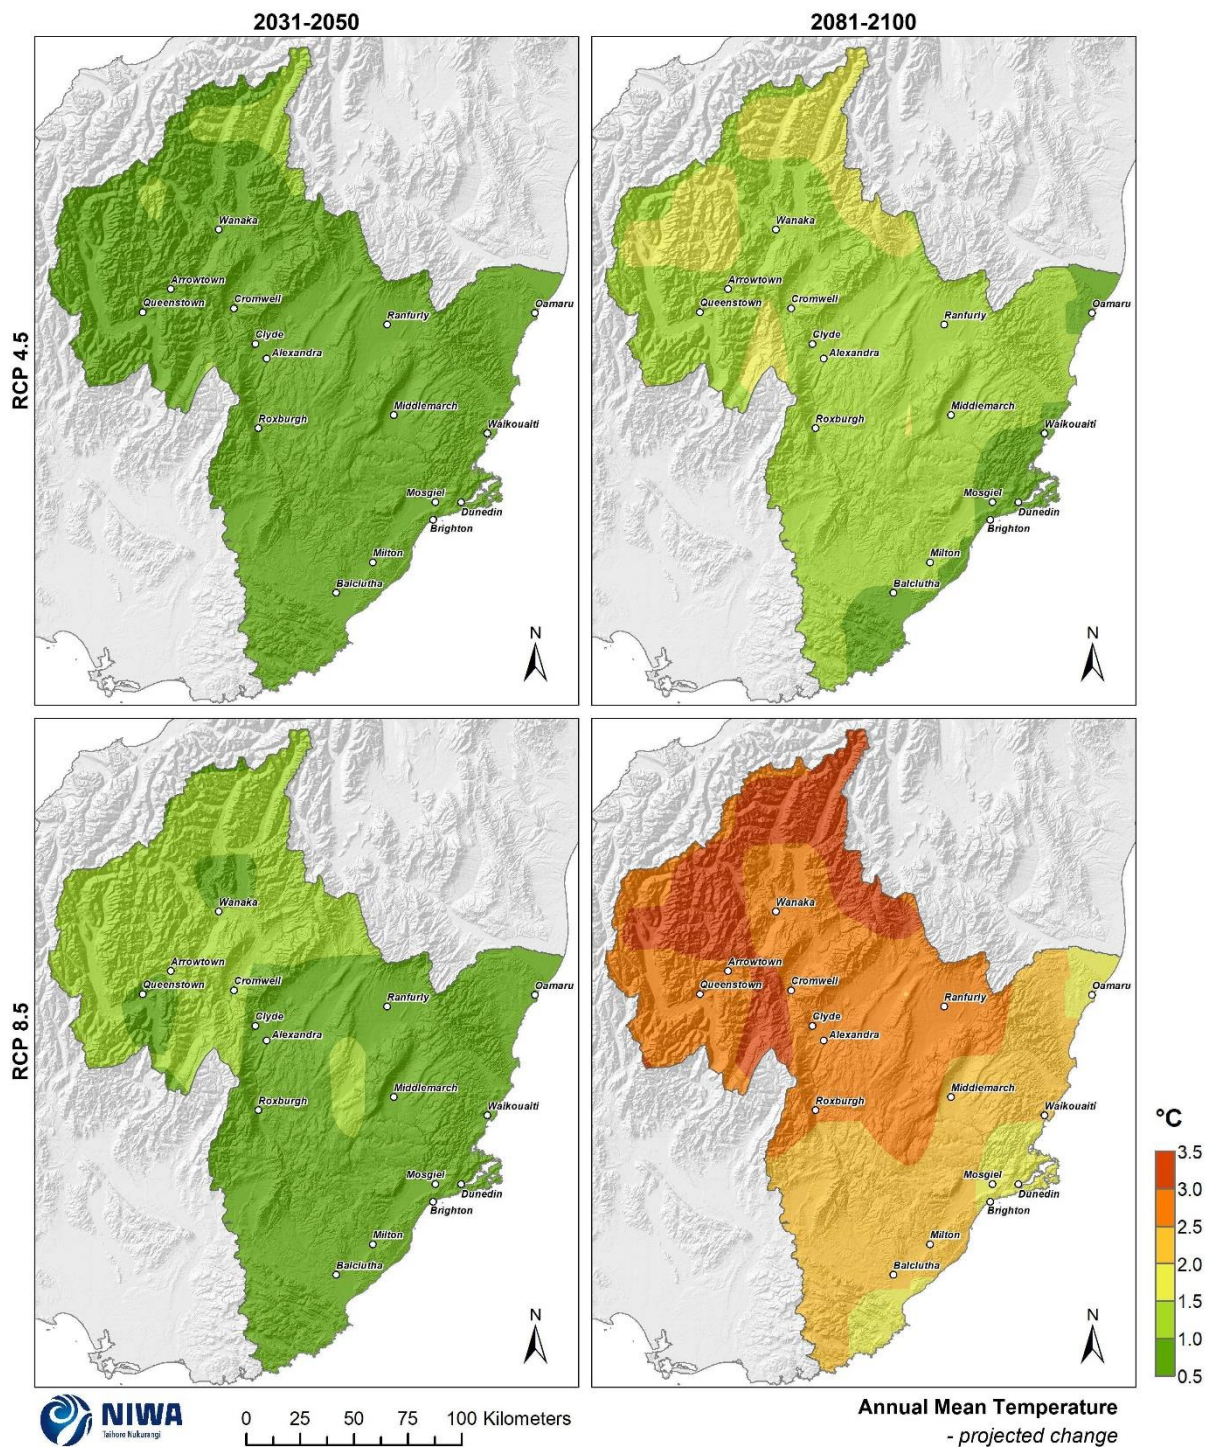 2031-2050
2081-2100
RCP 4.5
Wanaka
Arrowtown
Queenstown
Cromwell
Clyde
Alexandra
Ranfurly
Oamaru
Roxburgh
Middlemarch
Waikouaiti
Mosgiel
Dunedin
Brighton
Milton
Balclutha
N
Wanaka
Arrowtown
Queenstown
Cromwell
Clyde
Alexandra
Ranfurly
Oamaru
Roxburgh
Middlemarch
Waikouaiti
Mosgiel
Dunedin
Brighton
Milton
Balclutha
N
RCP 8.5
Wanaka
Arrowtown
Queenstown
Cromwell
Clyde
Alexandra
Ranfurly
Oamaru
Roxburgh
Middlemarch
Waikouaiti
Mosgiel
Dunedin
Brighton
Milton
Balclutha
N
Wanaka
Arrowtown
Queenstown
Cromwell
Clyde
Alexandra
Ranfurly
Oamaru
Roxburgh
Middlemarch
Waikouaiti
Mosgiel
Dunedin
Brighton
Milton
Balclutha
N
°C
3.5
3.0
2.5
2.0
1.5
1.0
0.5
NIWA
Taihoro Nukurangi
0 25 50 75 100 Kilometers
Annual Mean Temperature
- projected change